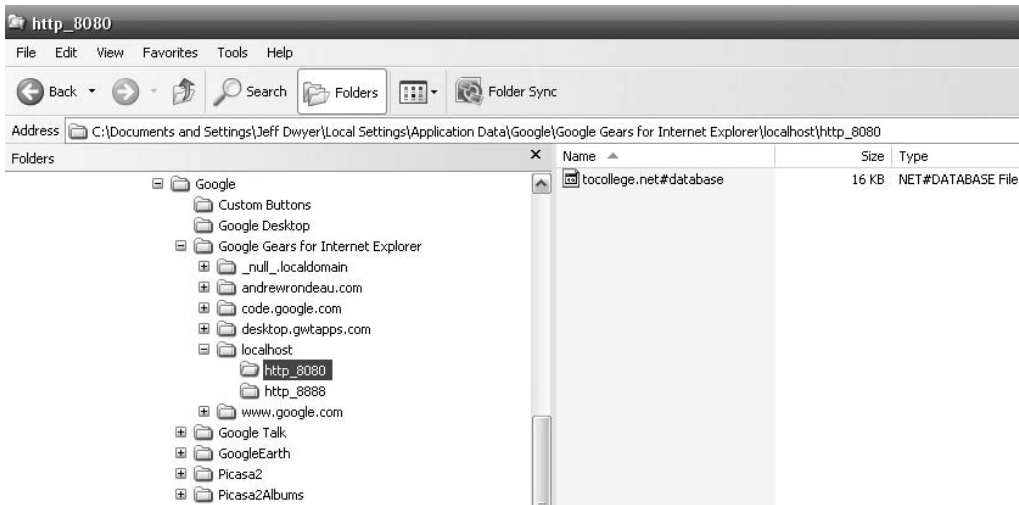 http_8080
File Edit View Favorites Tools Help
Back Search Folders Folder Sync
Address C:\Documents and Settings\Jeff Dwyer\Local Settings\Application Data\Google\Google Gears for Internet Explorer\localhost\http_8080
Folders × Name Size Type
Google
tocollege.net#database 16 KB NET#DATABASE File
Custom Buttons
Google Desktop
Google Gears for Internet Explorer
_null_.localdomain
andrewrondeau.com
code.google.com
desktop.gwtapps.com
localhost
http_8080
http_8888
www.google.com
Google Talk
GoogleEarth
Picasa2
Picasa2Albums